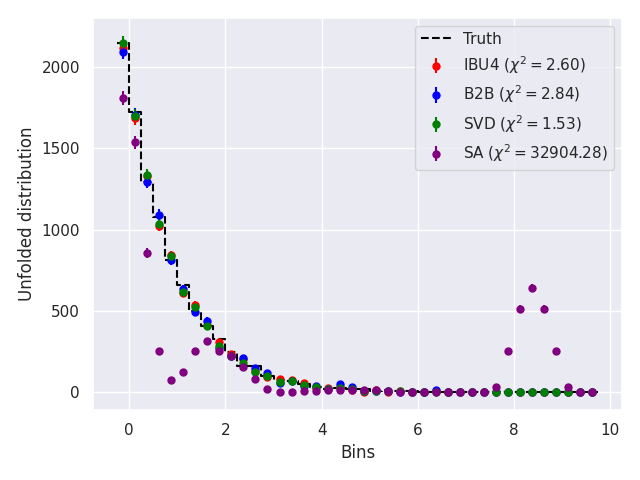 Truth
IBU4 (χ² = 2.60)
B2B (χ² = 2.84)
SVD (χ² = 1.53)
SA (χ² = 32904.28)
Unfolded distribution
2000
1500
1000
500
0
0 2 4 6 8 10
Bins